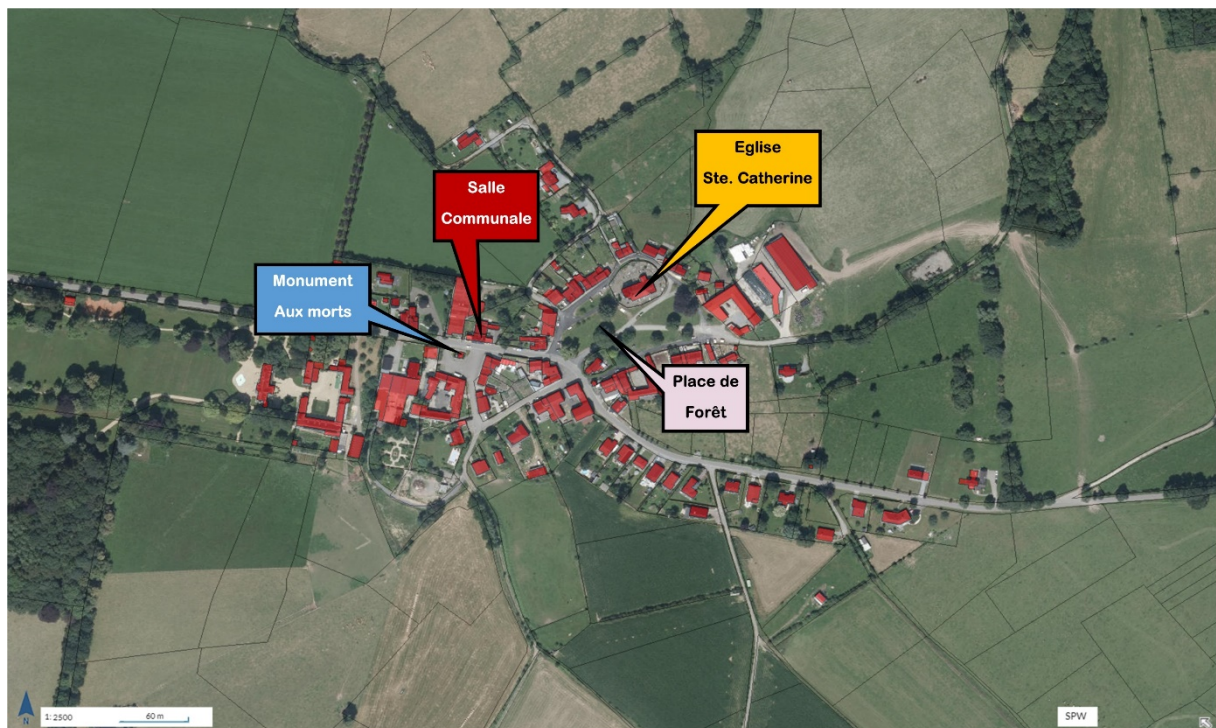 Eglise
Ste. Catherine
Salle
Communale
Monument
Aux morts
Place de
Forêt
N
1:2500
60 m
SPW